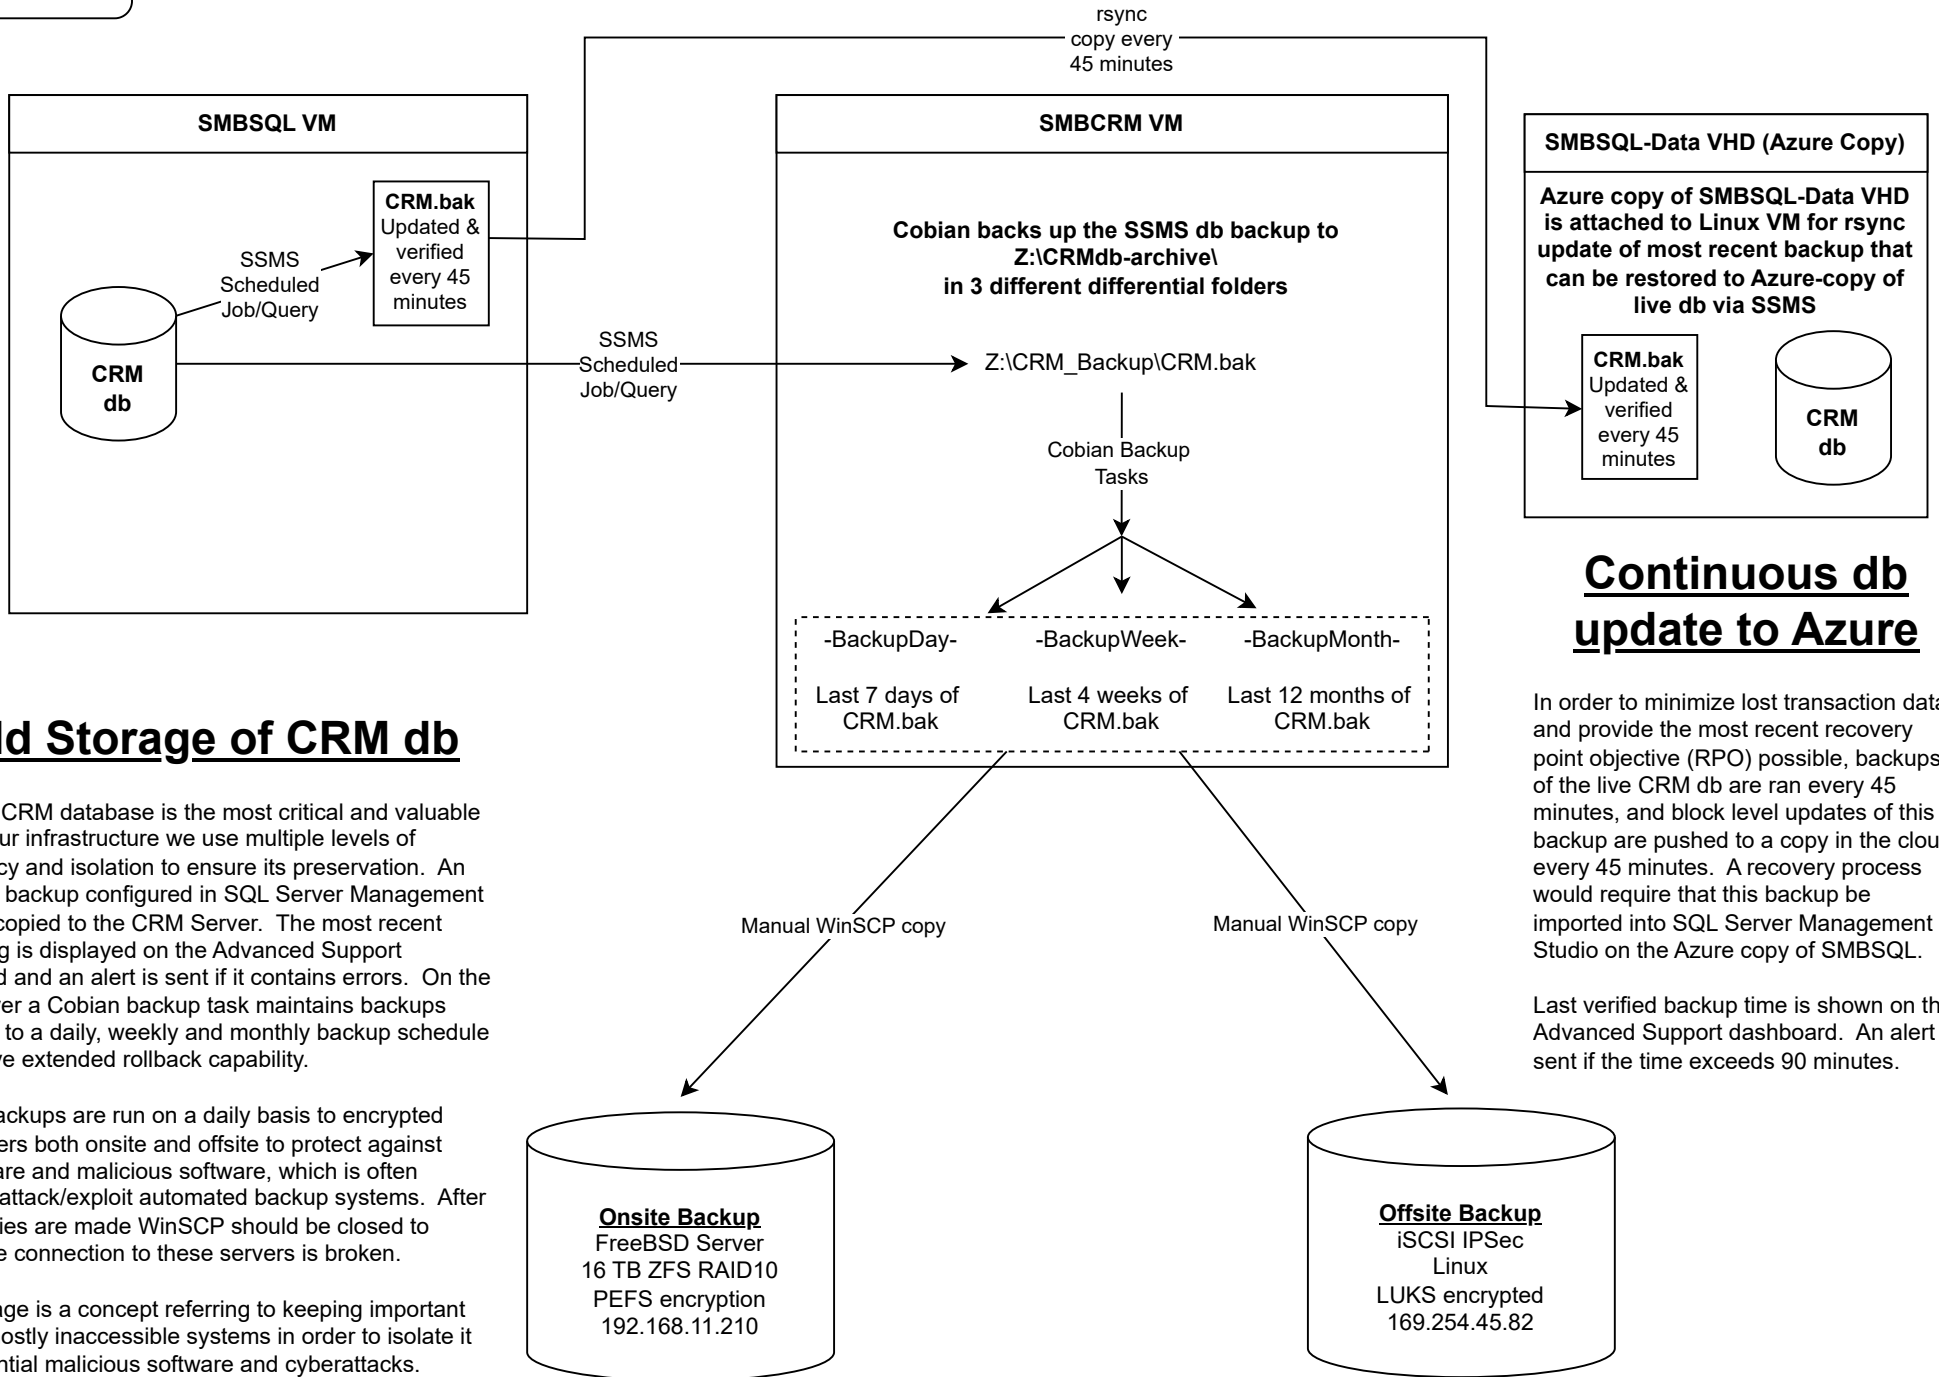 rsync
copy every
45 minutes
SMBSQL VM
CRM.bak
Updated &
verified
every 45
minutes
SSMS
Scheduled
Job/Query
CRM
db
SSMS
Scheduled
Job/Query
SMBCRM VM
Cobian backs up the SSMS db backup to
Z:\CRMdb-archive\
in 3 different differential folders
Z:\CRM_Backup\CRM.bak
Cobian Backup
Tasks
-BackupDay-
Last 7 days of
CRM.bak
-BackupWeek-
Last 4 weeks of
CRM.bak
-BackupMonth-
Last 12 months of
CRM.bak
SMBSQL-Data VHD (Azure Copy)
Azure copy of SMBSQL-Data VHD
is attached to Linux VM for rsync
update of most recent backup that
can be restored to Azure-copy of
live db via SSMS
CRM.bak
Updated &
verified
every 45
minutes
CRM
db
Continuous db
update to Azure
In order to minimize lost transaction data
and provide the most recent recovery
point objective (RPO) possible, backups
of the live CRM db are ran every 45
minutes, and block level updates of this
backup are pushed to a copy in the clou
every 45 minutes.  A recovery process
would require that this backup be
imported into SQL Server Management
Studio on the Azure copy of SMBSQL.
Last verified backup time is shown on th
Advanced Support dashboard.  An alert
sent if the time exceeds 90 minutes.
ld Storage of CRM db
CRM database is the most critical and valuable
ur infrastructure we use multiple levels of
cy and isolation to ensure its preservation.  An
backup configured in SQL Server Management
copied to the CRM Server.  The most recent
g is displayed on the Advanced Support
d and an alert is sent if it contains errors.  On the
er a Cobian backup task maintains backups
to a daily, weekly and monthly backup schedule
ve extended rollback capability.
ackups are run on a daily basis to encrypted
ers both onsite and offsite to protect against
are and malicious software, which is often
attack/exploit automated backup systems.  After
ies are made WinSCP should be closed to
e connection to these servers is broken.
age is a concept referring to keeping important
ostly inaccessible systems in order to isolate it
ntial malicious software and cyberattacks.
Manual WinSCP copy
Manual WinSCP copy
Onsite Backup
FreeBSD Server
16 TB ZFS RAID10
PEFS encryption
192.168.11.210
Offsite Backup
iSCSI IPSec
Linux
LUKS encrypted
169.254.45.82